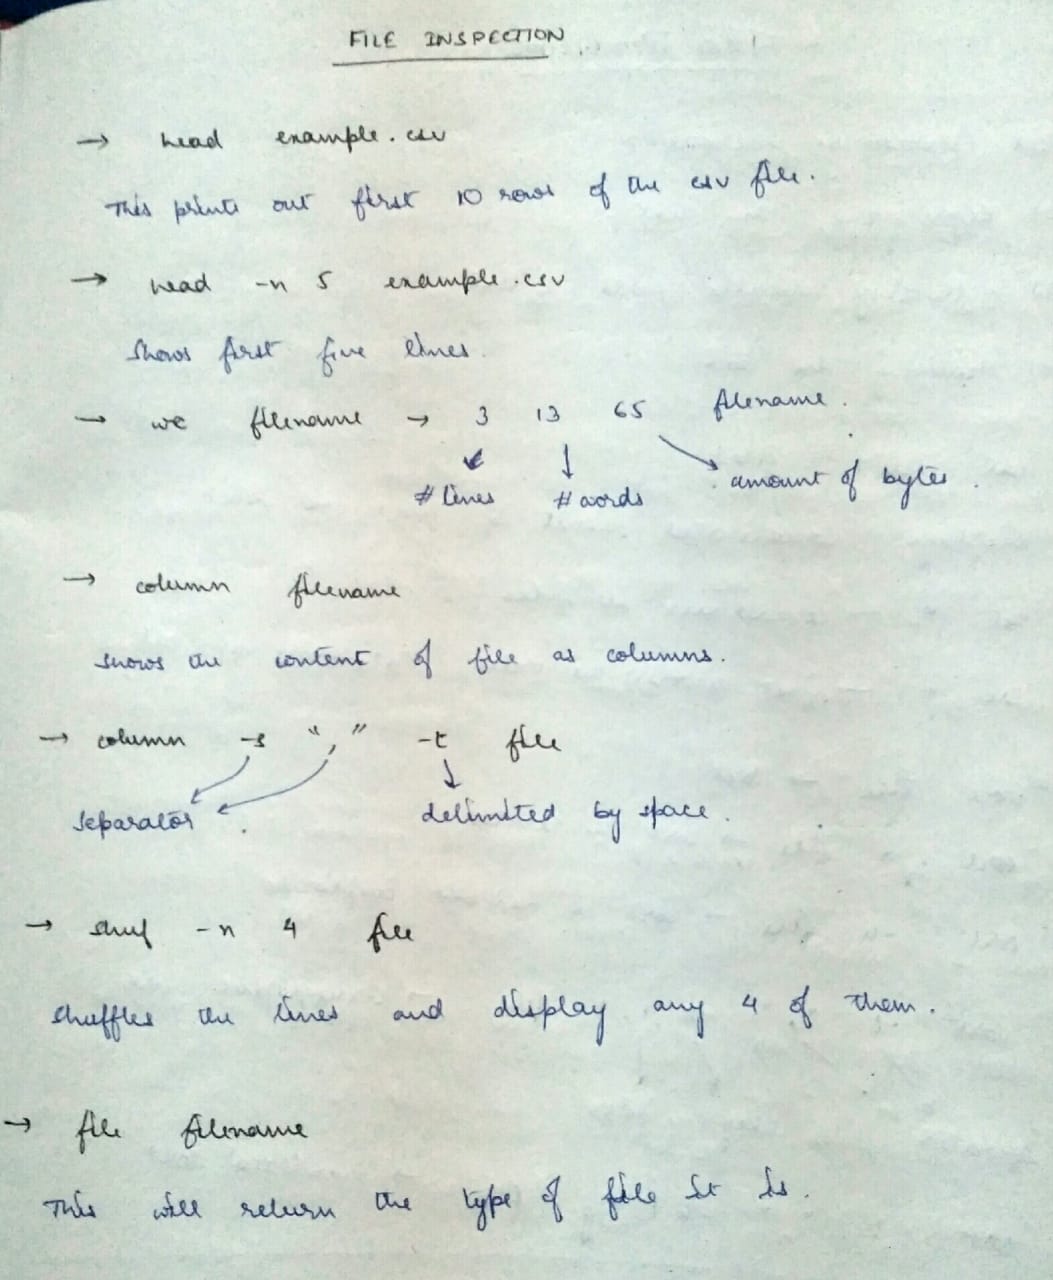 FILE INSPECTION
→ head example.csv
This prints out first 10 rows of the csv file.
→ head -n 5 example.csv
Shows first five lines.
→ wc filename → 3 13 65 filename.
# lines # words amount of bytes.
→ column filename
shows the content of file as columns.
→ column -s "," -t file
separator. delimited by space.
→ shuf -n 4 file
shuffles the lines and display any 4 of them.
→ file filename
This will return the type of file it is.